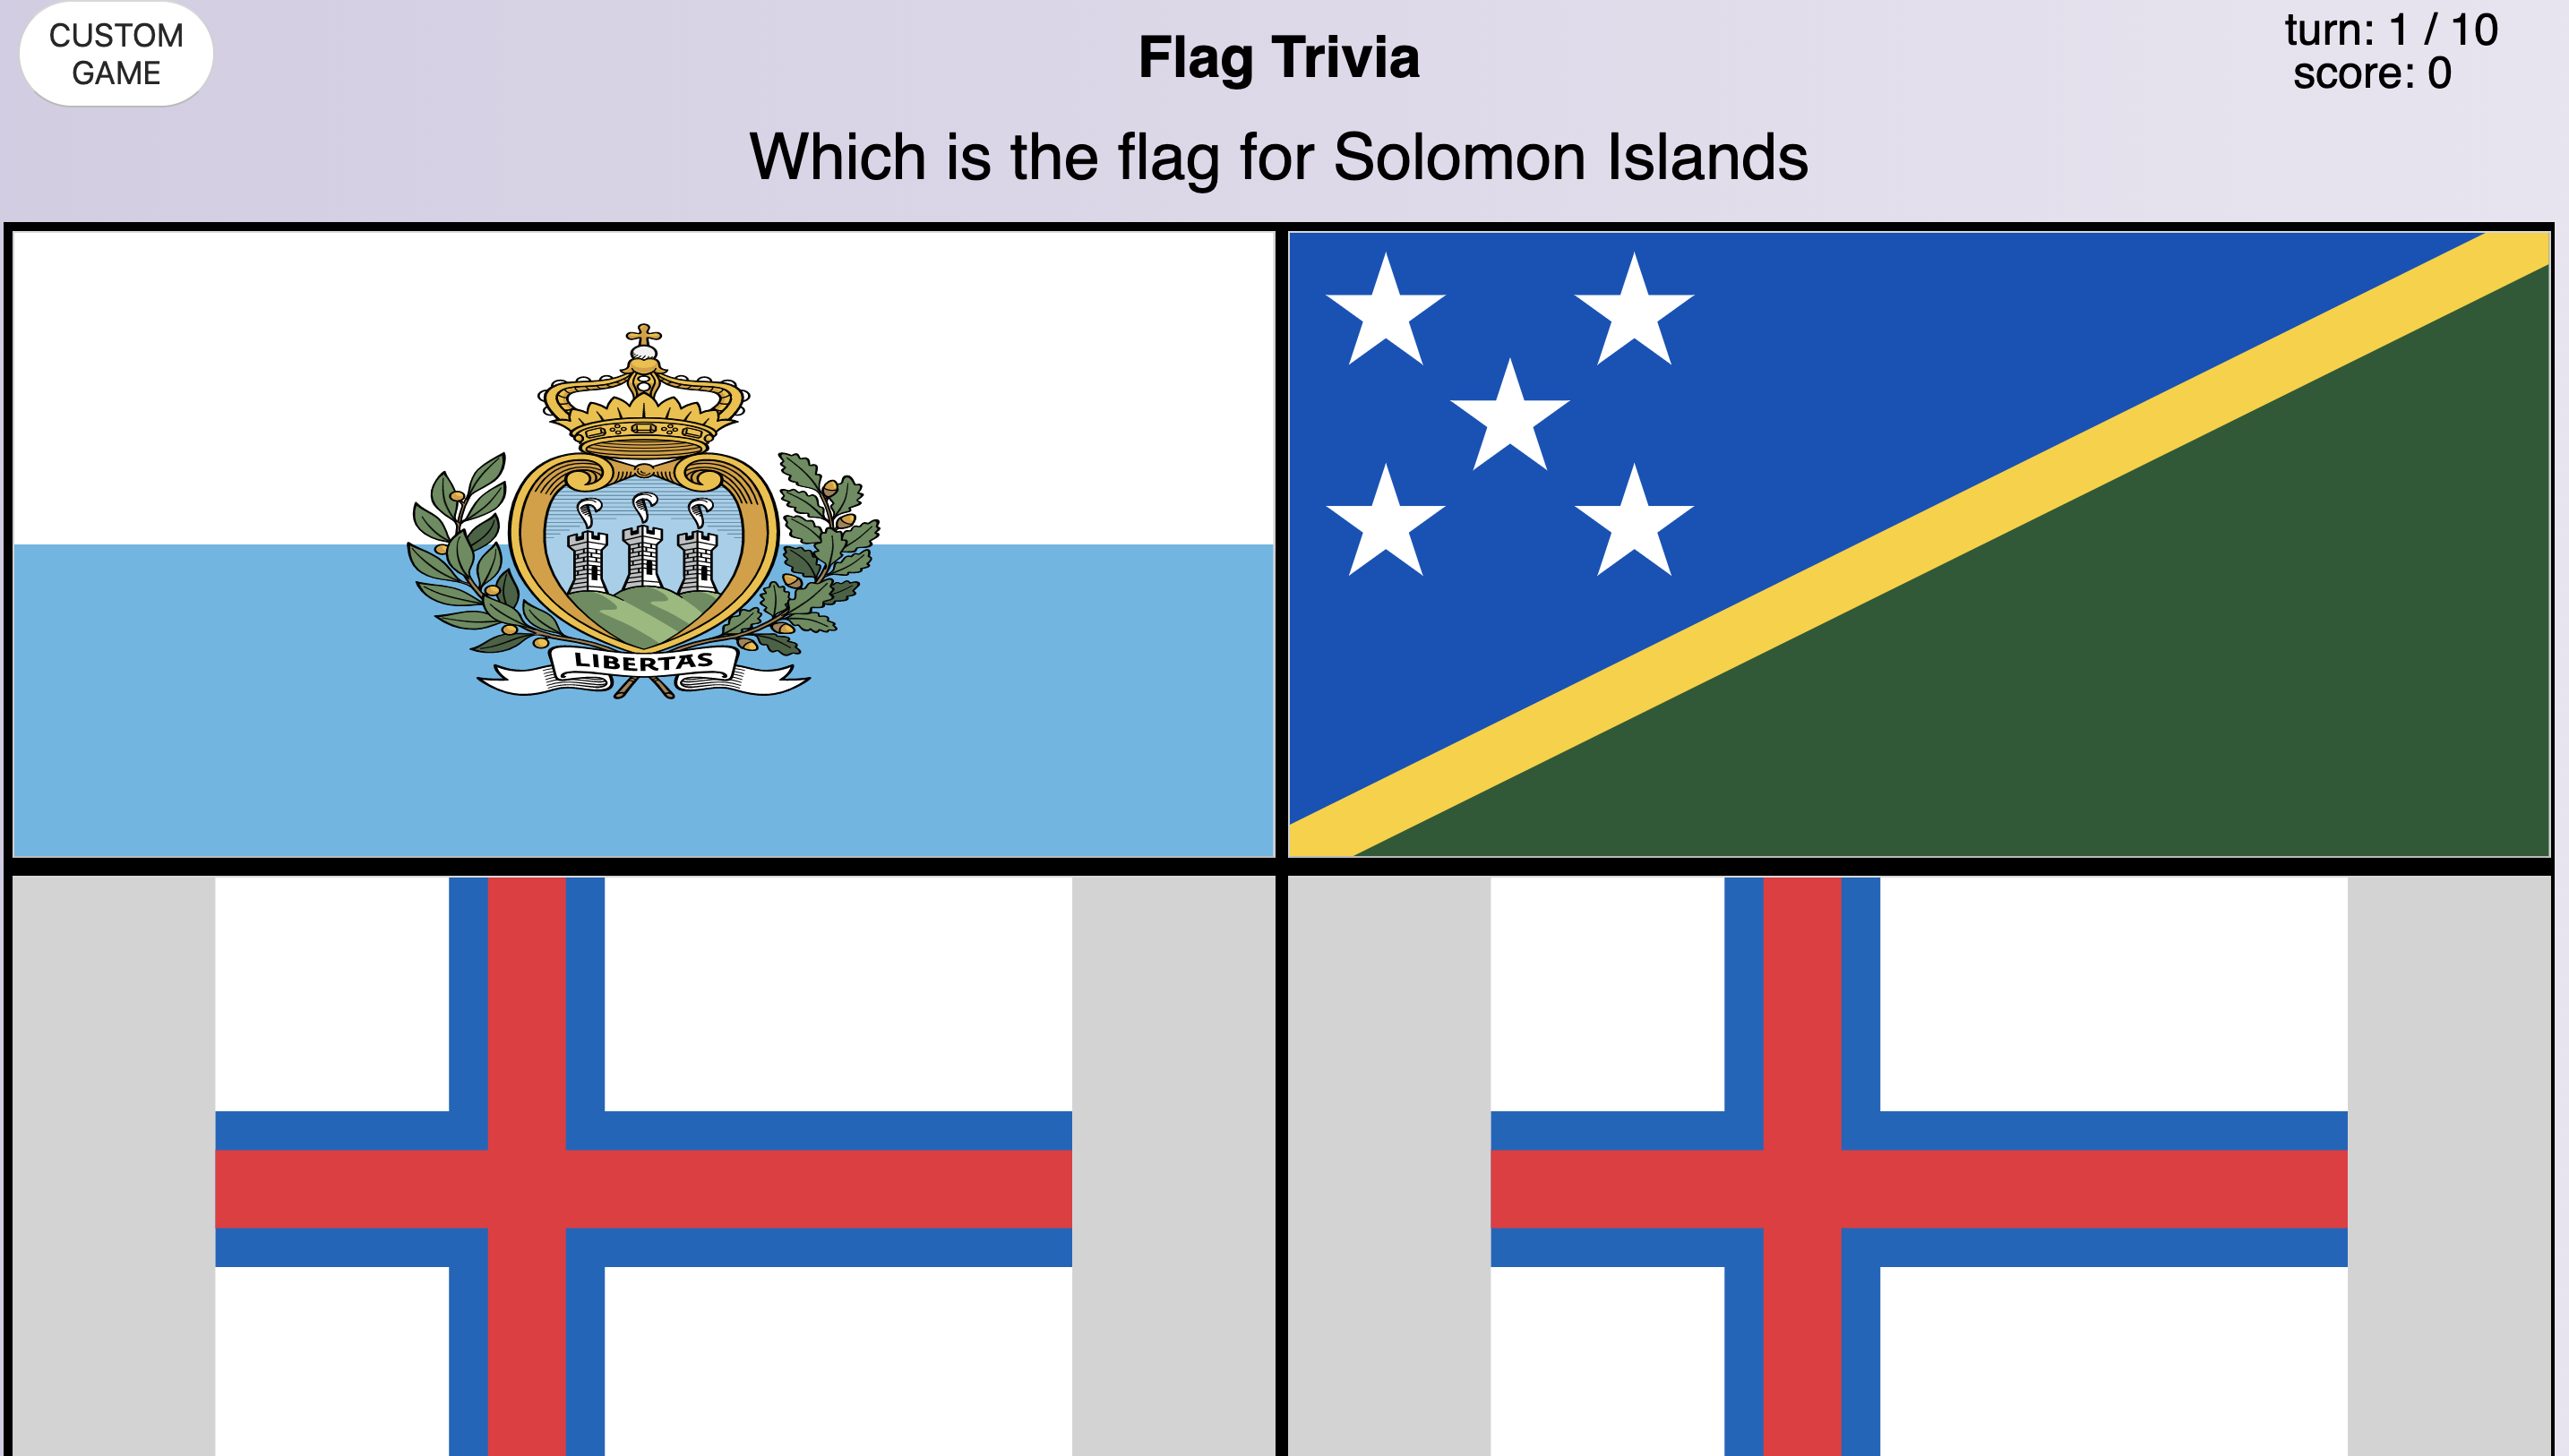 CUSTOM
GAME
Flag Trivia
turn: 1 / 10
score: 0
Which is the flag for Solomon Islands
LIBERTAS